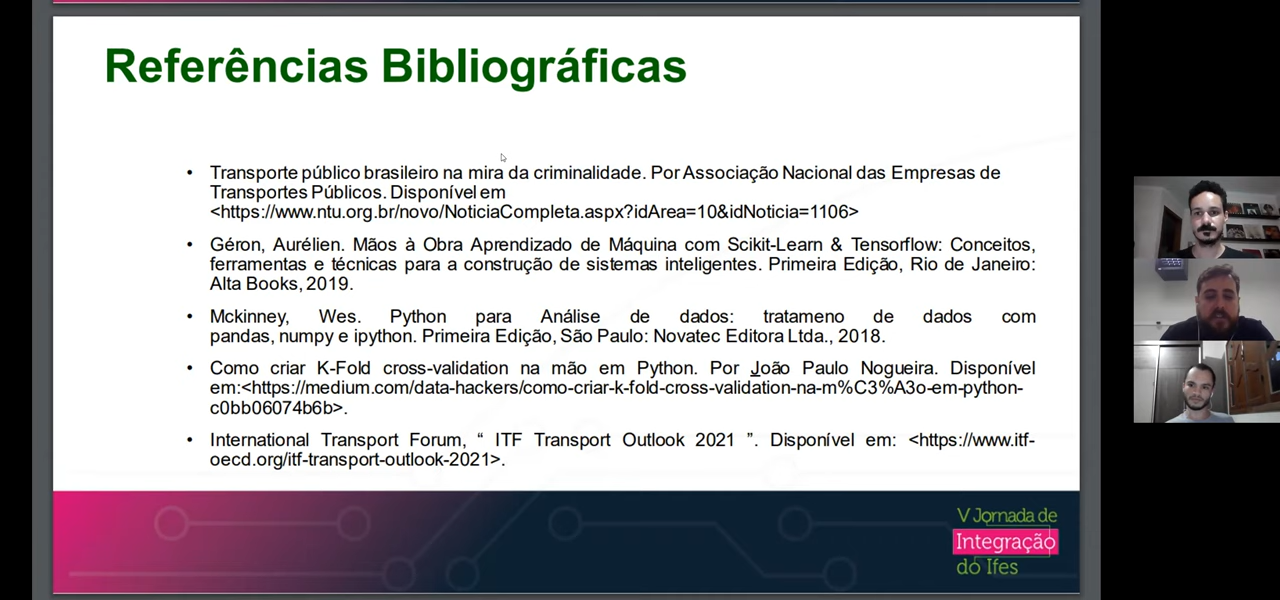 Referências Bibliográficas
• Transporte público brasileiro na mira da criminalidade. Por Associação Nacional das Empresas de
Transportes Públicos. Disponível em
<https://www.ntu.org.br/novo/NoticiaCompleta.aspx?idArea=10&idNoticia=1106>
• Géron, Aurélien. Mãos à Obra Aprendizado de Máquina com Scikit-Learn & Tensorflow: Conceitos,
ferramentas e técnicas para a construção de sistemas inteligentes. Primeira Edição, Rio de Janeiro:
Alta Books, 2019.
• Mckinney, Wes. Python para Análise de dados: tratameno de dados com
pandas, numpy e ipython. Primeira Edição, São Paulo: Novatec Editora Ltda., 2018.
• Como criar K-Fold cross-validation na mão em Python. Por João Paulo Nogueira. Disponível
em:<https://medium.com/data-hackers/como-criar-k-fold-cross-validation-na-m%C3%A3o-em-python-
c0bb06074b6b>.
• International Transport Forum, “ ITF Transport Outlook 2021 ”. Disponível em: <https://www.itf-
oecd.org/itf-transport-outlook-2021>.
V Jornada de
Integração
do Ifes